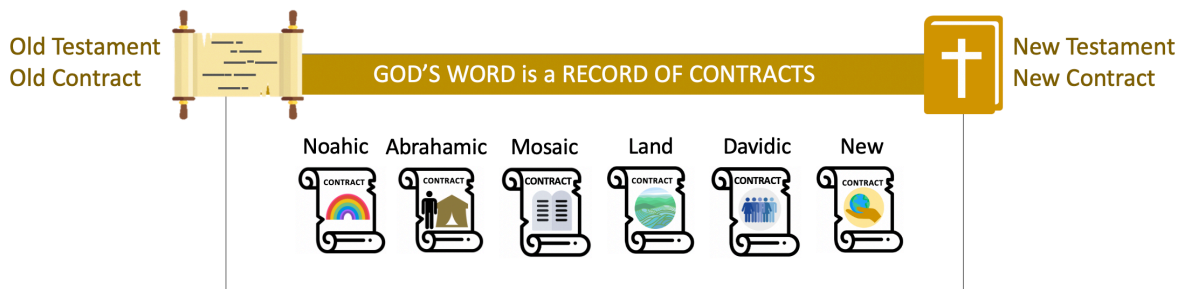 Old Testament
Old Contract
GOD'S WORD is a RECORD OF CONTRACTS
New Testament
New Contract
Noahic Abrahamic Mosaic Land Davidic New
CONTRACT CONTRACT CONTRACT CONTRACT CONTRACT CONTRACT